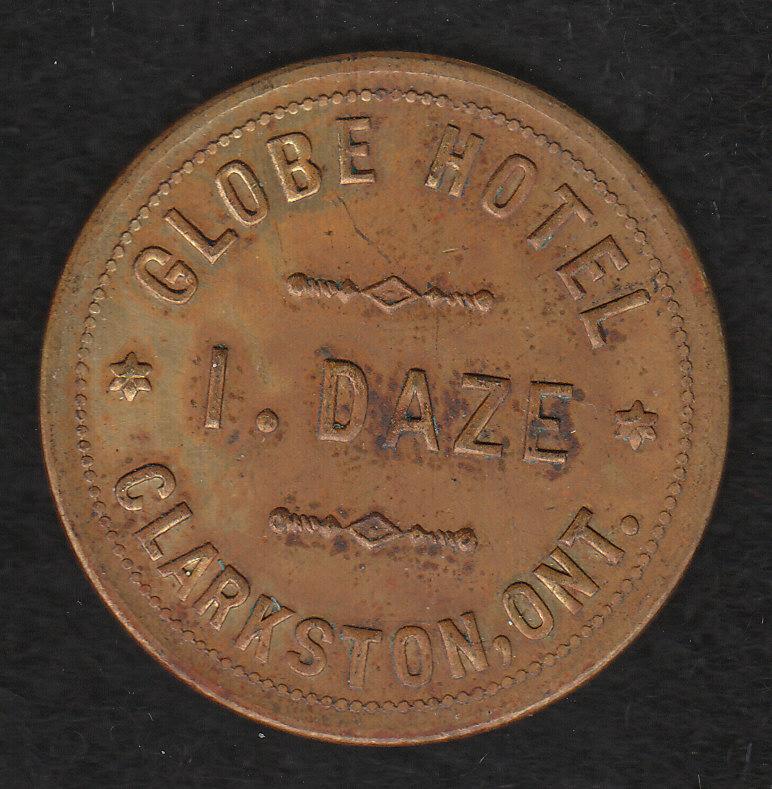 GLOBE HOTEL
I. DAZE
CLARKSTON, ONT.